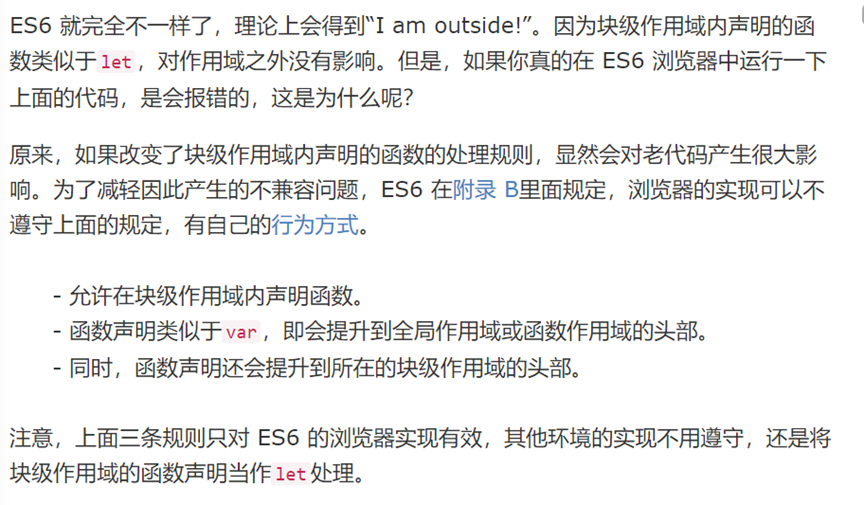 ES6 就完全不一样了，理论上会得到“I am outside!”。因为块级作用域内声明的函
数类似于let，对作用域之外没有影响。但是，如果你真的在 ES6 浏览器中运行一下
上面的代码，是会报错的，这是为什么呢？
原来，如果改变了块级作用域内声明的函数的处理规则，显然会对老代码产生很大影
响。为了减轻因此产生的不兼容问题，ES6 在附录 B里面规定，浏览器的实现可以不
遵守上面的规定，有自己的行为方式。
- 允许在块级作用域内声明函数。
- 函数声明类似于var，即会提升到全局作用域或函数作用域的头部。
- 同时，函数声明还会提升到所在的块级作用域的头部。
注意，上面三条规则只对 ES6 的浏览器实现有效，其他环境的实现不用遵守，还是将
块级作用域的函数声明当作let处理。